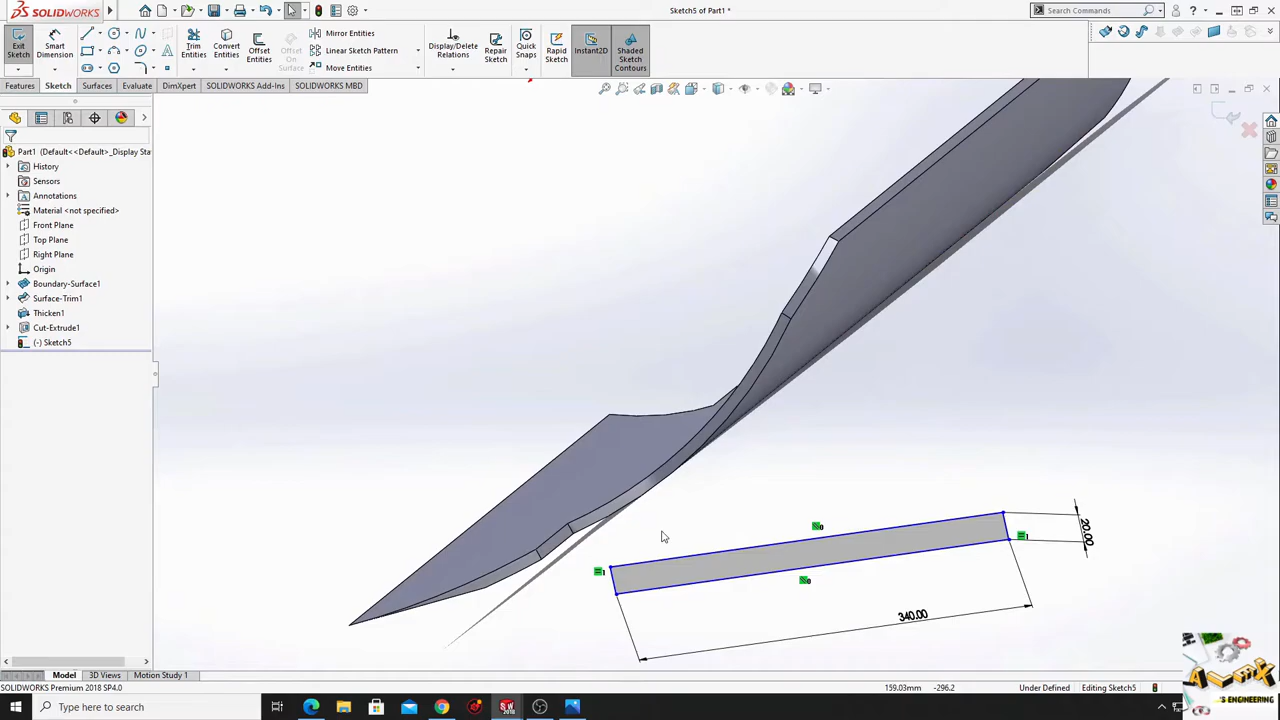 SOLIDWORKS
Sketch5 of Part1 *
Search Commands
Exit Sketch
Smart Dimension
Trim Entities
Convert Entities
Offset Entities
Offset On Surface
Mirror Entities
Linear Sketch Pattern
Move Entities
Display/Delete Relations
Repair Sketch
Quick Snaps
Rapid Sketch
Instant2D
Shaded Sketch Contours
Features
Sketch
Surfaces
Evaluate
DimXpert
SOLIDWORKS Add-Ins
SOLIDWORKS MBD
Part1 (Default<<Default>_Display Sta
History
Sensors
Annotations
Material <not specified>
Front Plane
Top Plane
Right Plane
Origin
Boundary-Surface1
Surface-Trim1
Thicken1
Cut-Extrude1
(-) Sketch5
20.00
340.00
Model
3D Views
Motion Study 1
SOLIDWORKS Premium 2018 SP4.0
159.03mm
-296.2
Under Defined
Editing Sketch5
Type here to search
'S ENGINEERING